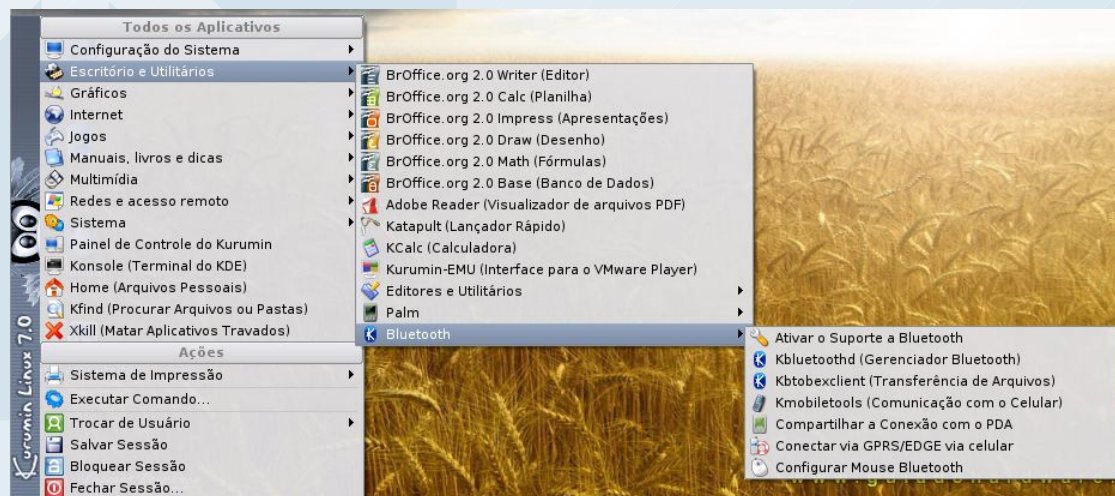 Todos os Aplicativos
Configuração do Sistema
Escritório e Utilitários
Gráficos
Internet
Jogos
Manuais, livros e dicas
Multimídia
Redes e acesso remoto
Sistema
Painel de Controle do Kurumin
Konsole (Terminal do KDE)
Home (Arquivos Pessoais)
Kfind (Procurar Arquivos ou Pastas)
Xkill (Matar Aplicativos Travados)
Ações
Sistema de Impressão
Executar Comando...
Trocar de Usuário
Salvar Sessão
Bloquear Sessão
Fechar Sessão...
Kurumin Linux 7.0
BrOffice.org 2.0 Writer (Editor)
BrOffice.org 2.0 Calc (Planilha)
BrOffice.org 2.0 Impress (Apresentações)
BrOffice.org 2.0 Draw (Desenho)
BrOffice.org 2.0 Math (Fórmulas)
BrOffice.org 2.0 Base (Banco de Dados)
Adobe Reader (Visualizador de arquivos PDF)
Katapult (Lançador Rápido)
KCalc (Calculadora)
Kurumin-EMU (Interface para o VMware Player)
Editores e Utilitários
Palm
Bluetooth
Ativar o Suporte a Bluetooth
Kbluetoothd (Gerenciador Bluetooth)
Kbtobexclient (Transferência de Arquivos)
Kmobiletools (Comunicação com o Celular)
Compartilhar a Conexão com o PDA
Conectar via GPRS/EDGE via celular
Configurar Mouse Bluetooth